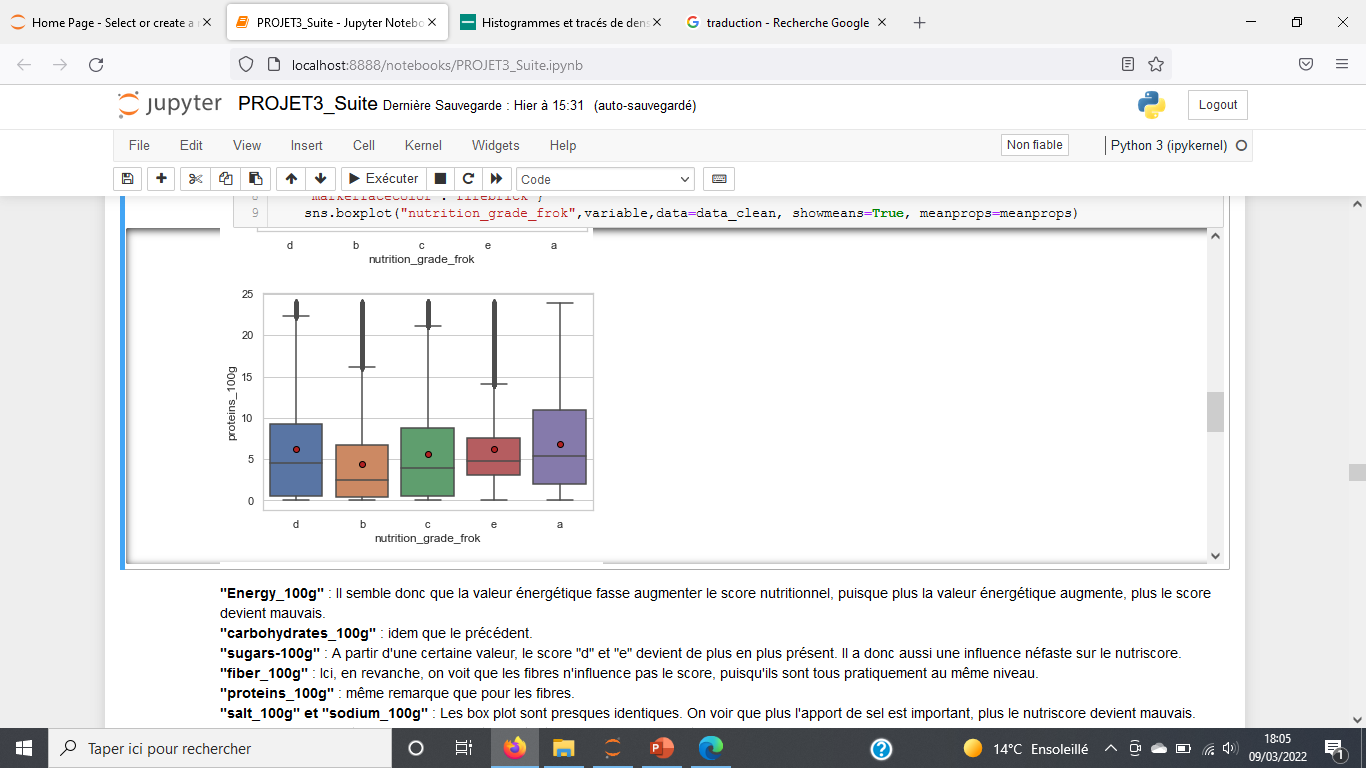 Home Page - Select or create a
PROJET3_Suite - Jupyter Notebo
Histogrammes et tracés de dens
traduction - Recherche Google
localhost:8888/notebooks/PROJET3_Suite.ipynb
jupyter PROJET3_Suite Dernière Sauvegarde : Hier à 15:31 (auto-sauvegardé)
Logout
File Edit View Insert Cell Kernel Widgets Help
Non fiable
Python 3 (ipykernel)
Exécuter
Code
8 "markerfacecolor":"firebrick"}
9 sns.boxplot("nutrition_grade_frok",variable,data=data_clean, showmeans=True, meanprops=meanprops)
d b c e a
nutrition_grade_frok
25
20
15
10
5
0
proteins_100g
d b c e a
nutrition_grade_frok
"Energy_100g" : Il semble donc que la valeur énergétique fasse augmenter le score nutritionnel, puisque plus la valeur énergétique augmente, plus le score
devient mauvais.
"carbohydrates_100g" : idem que le précédent.
"sugars-100g" : A partir d'une certaine valeur, le score "d" et "e" devient de plus en plus présent. Il a donc aussi une influence néfaste sur le nutriscore.
"fiber_100g" : Ici, en revanche, on voit que les fibres n'influence pas le score, puisqu'ils sont tous pratiquement au même niveau.
"proteins_100g" : même remarque que pour les fibres.
"salt_100g" et "sodium_100g" : Les box plot sont presques identiques. On voir que plus l'apport de sel est important, plus le nutriscore devient mauvais.
Taper ici pour rechercher
14°C Ensoleillé
18:05
09/03/2022
1